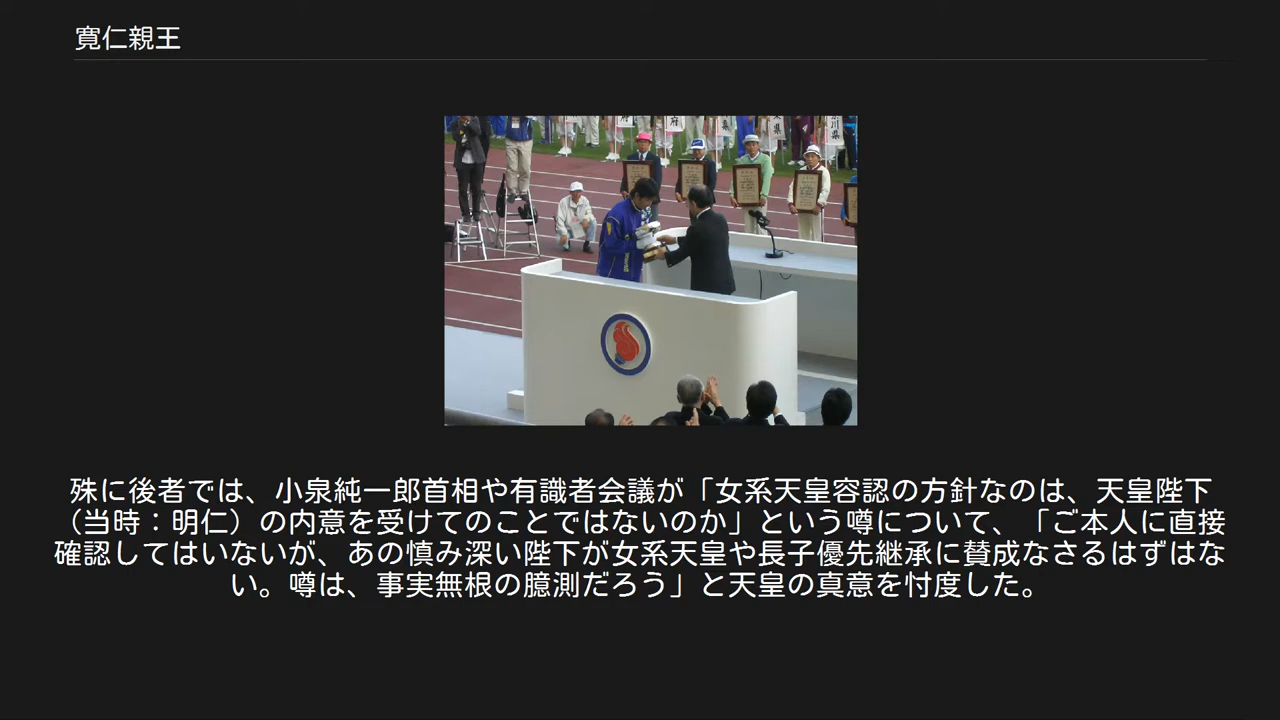 寛仁親王
府
府
県
県
川県
殊に後者では、小泉純一郎首相や有識者会議が「女系天皇容認の方針なのは、天皇陛下
（当時：明仁）の内意を受けてのことではないのか」という噂について、「ご本人に直接
確認してはいないが、あの慎み深い陛下が女系天皇や長子優先継承に賛成なさるはずはな
い。噂は、事実無根の臆測だろう」と天皇の真意を忖度した。